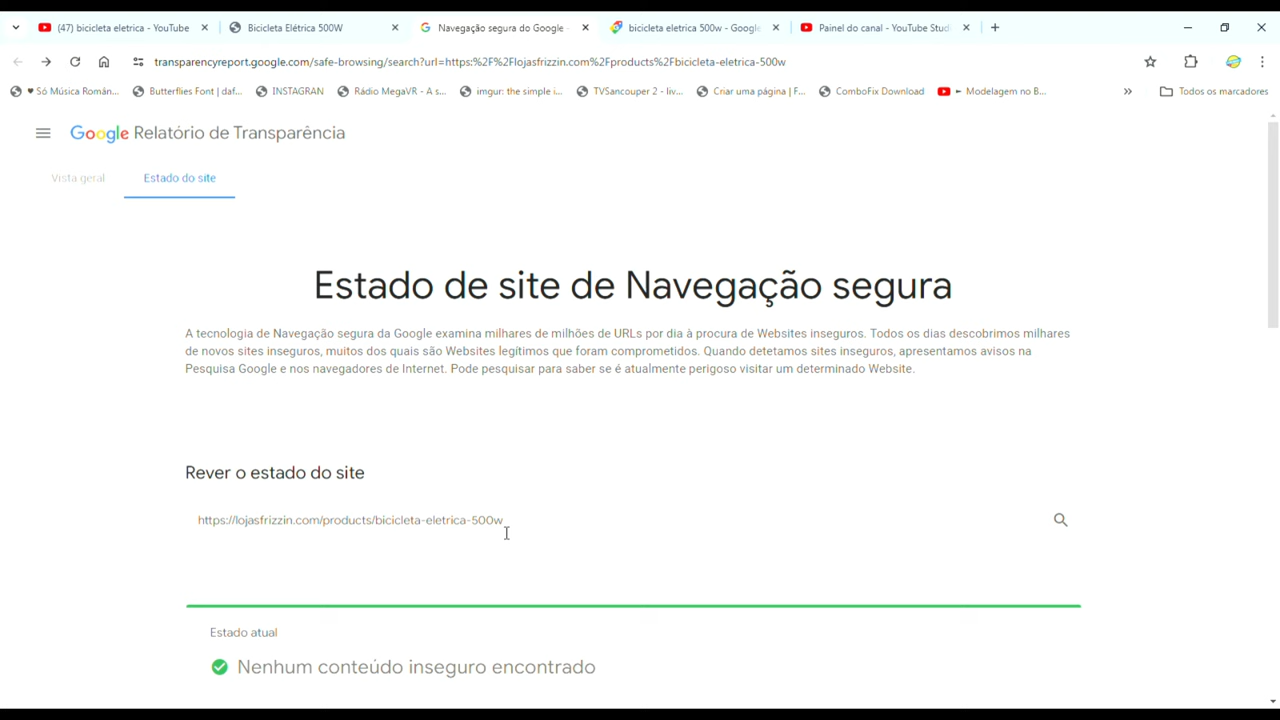 (47) bicicleta eletrica - YouTube
Bicicleta Elétrica 500W
Navegação segura do Google
bicicleta eletrica 500w - Google
Painel do canal - YouTube Studi
transparencyreport.google.com/safe-browsing/search?url=https:%2F%2Flojasfrizzin.com%2Fproducts%2Fbicicleta-eletrica-500w
♥ Só Música Român...
Butterflies Font | daf...
INSTAGRAN
Rádio MegaVR - A s...
imgur: the simple i...
TVSancouper 2 - liv...
Criar uma página | F...
ComboFix Download
► Modelagem no B...
»
Todos os marcadores
Google Relatório de Transparência
Vista geral
Estado do site
Estado de site de Navegação segura
A tecnologia de Navegação segura da Google examina milhares de milhões de URLs por dia à procura de Websites inseguros. Todos os dias descobrimos milhares
de novos sites inseguros, muitos dos quais são Websites legítimos que foram comprometidos. Quando detetamos sites inseguros, apresentamos avisos na
Pesquisa Google e nos navegadores de Internet. Pode pesquisar para saber se é atualmente perigoso visitar um determinado Website.
Rever o estado do site
https://lojasfrizzin.com/products/bicicleta-eletrica-500w
Estado atual
Nenhum conteúdo inseguro encontrado